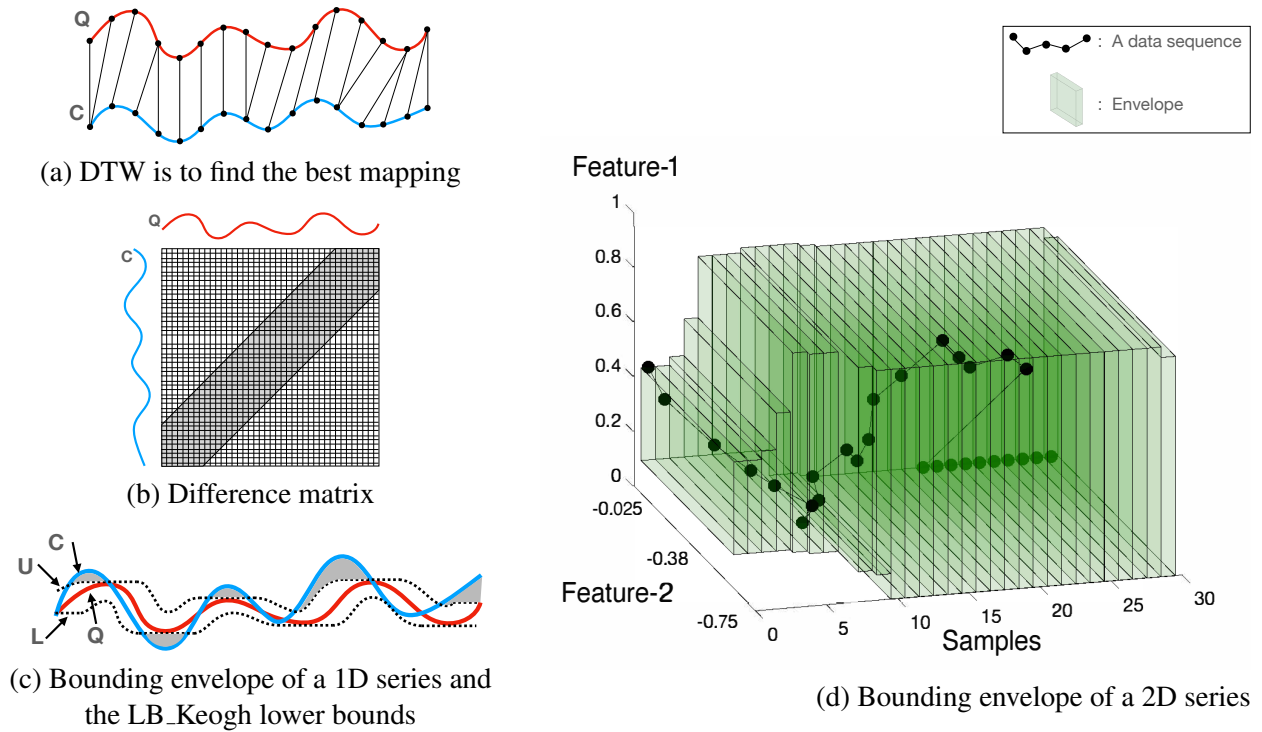 Q
C
(a) DTW is to find the best mapping
Q
C
(b) Difference matrix
C
U
L
Q
(c) Bounding envelope of a 1D series and
the LB_Keogh lower bounds
: A data sequence
: Envelope
Feature-1
1
0.8
0.6
0.4
0.2
0
-0.025
-0.38
-0.75
Feature-2
0
5
10
15
20
25
30
Samples
(d) Bounding envelope of a 2D series